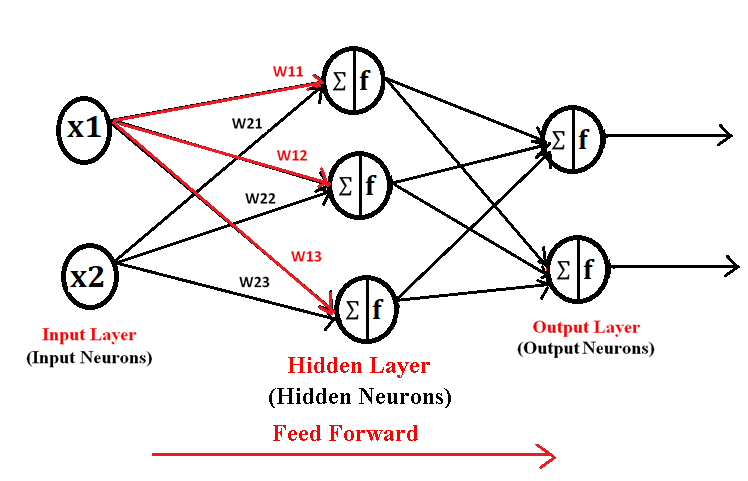 W11
Σ f
x1
W21
Σ f
W12
Σ f
W22
x2
W13
Σ f
W23
Σ f
Input Layer
(Input Neurons)
Output Layer
(Output Neurons)
Hidden Layer
(Hidden Neurons)
Feed Forward